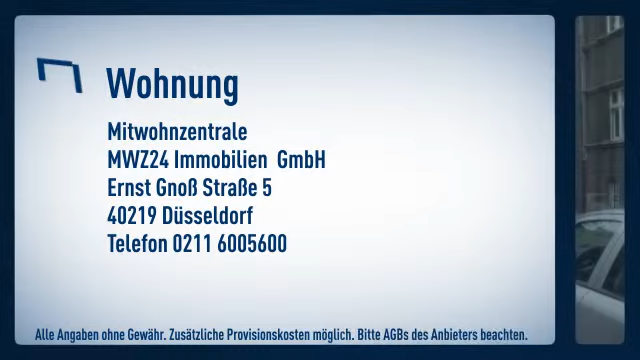 Wohnung
Mitwohnzentrale
MWZ24 Immobilien GmbH
Ernst Gnoß Straße 5
40219 Düsseldorf
Telefon 0211 6005600
Alle Angaben ohne Gewähr. Zusätzliche Provisionskosten möglich. Bitte AGBs des Anbieters beachten.